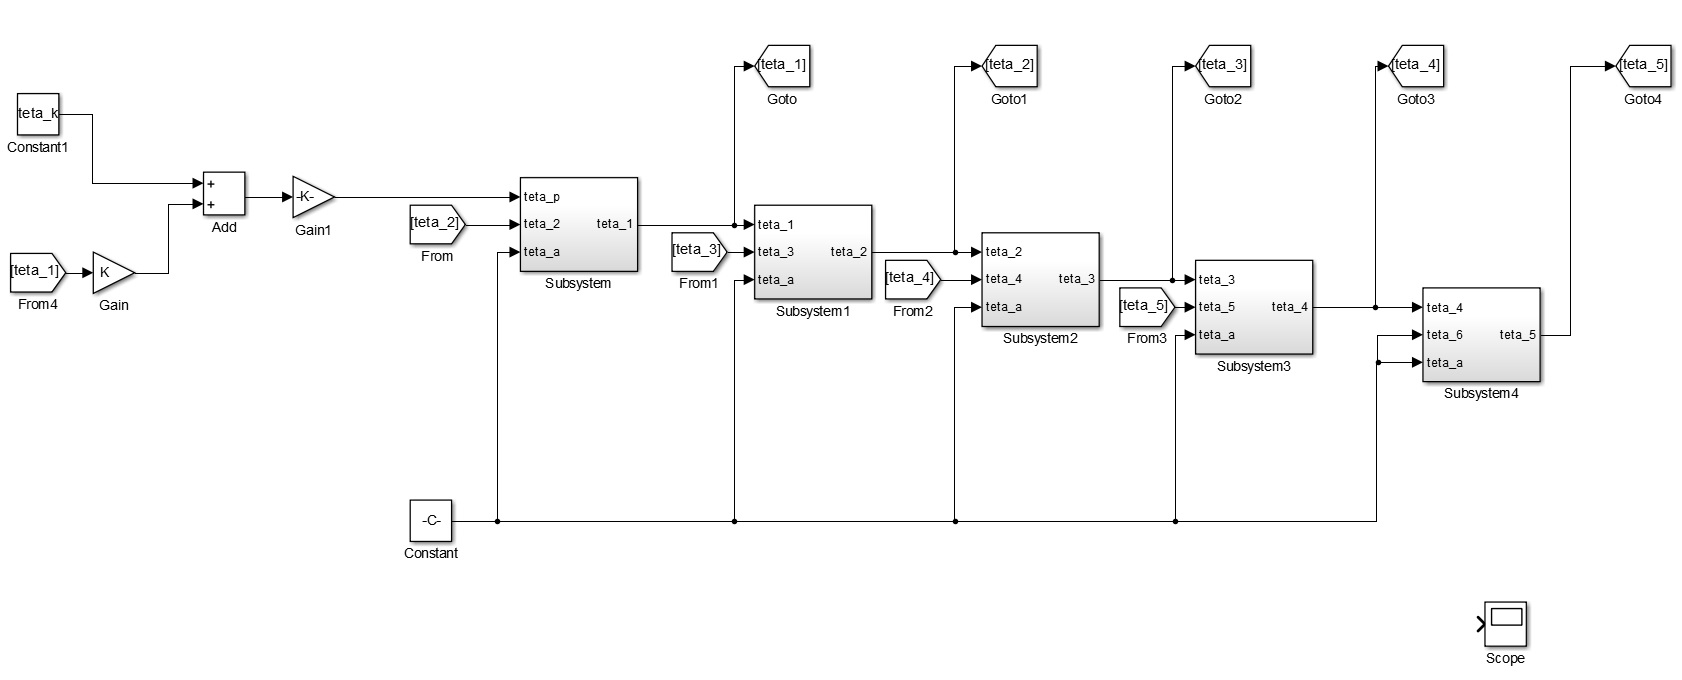 [teta_1]
Goto
[teta_2]
Goto1
[teta_3]
Goto2
[teta_4]
Goto3
[teta_5]
Goto4
teta_k
Constant1
+
+
Add
-K-
Gain1
[teta_1]
From4
K
Gain
[teta_2]
From
teta_p
teta_2
teta_a
teta_1
Subsystem
[teta_3]
From1
teta_1
teta_3
teta_a
teta_2
Subsystem1
[teta_4]
From2
teta_2
teta_4
teta_a
teta_3
Subsystem2
[teta_5]
From3
teta_3
teta_5
teta_a
teta_4
Subsystem3
teta_4
teta_6
teta_a
teta_5
Subsystem4
-C-
Constant
Scope